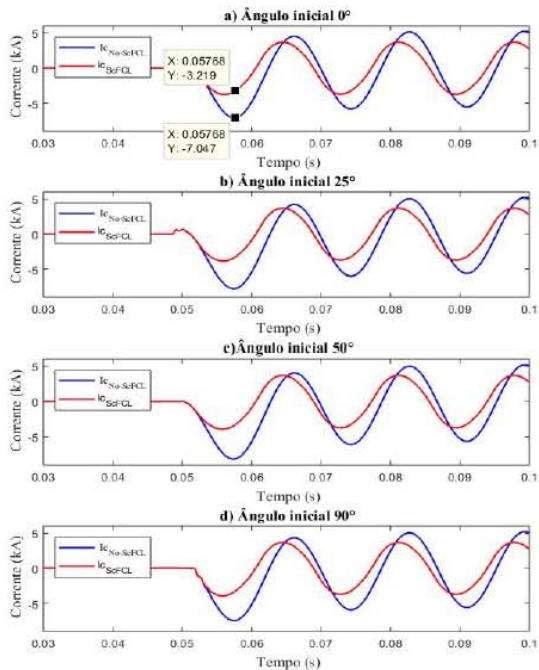 a) Ângulo inicial 0°
Corrente (kA)
5
0
-5
Ic_No-ScFCL
Ic_ScFCL
X: 0.05768
Y: -3.219
X: 0.05768
Y: -7.047
0.03 0.04 0.05 0.06 0.07 0.08 0.09 0.1
Tempo (s)
b) Ângulo inicial 25°
Corrente (kA)
5
0
-5
Ic_No-ScFCL
Ic_ScFCL
0.03 0.04 0.05 0.06 0.07 0.08 0.09 0.1
Tempo (s)
c)Ângulo inicial 50°
Corrente (kA)
5
0
-5
Ic_No-ScFCL
Ic_ScFCL
0.03 0.04 0.05 0.06 0.07 0.08 0.09 0.1
Tempo (s)
d) Ângulo inicial 90°
Corrente (kA)
5
0
-5
Ic_No-ScFCL
Ic_ScFCL
0.03 0.04 0.05 0.06 0.07 0.08 0.09 0.1
Tempo (s)